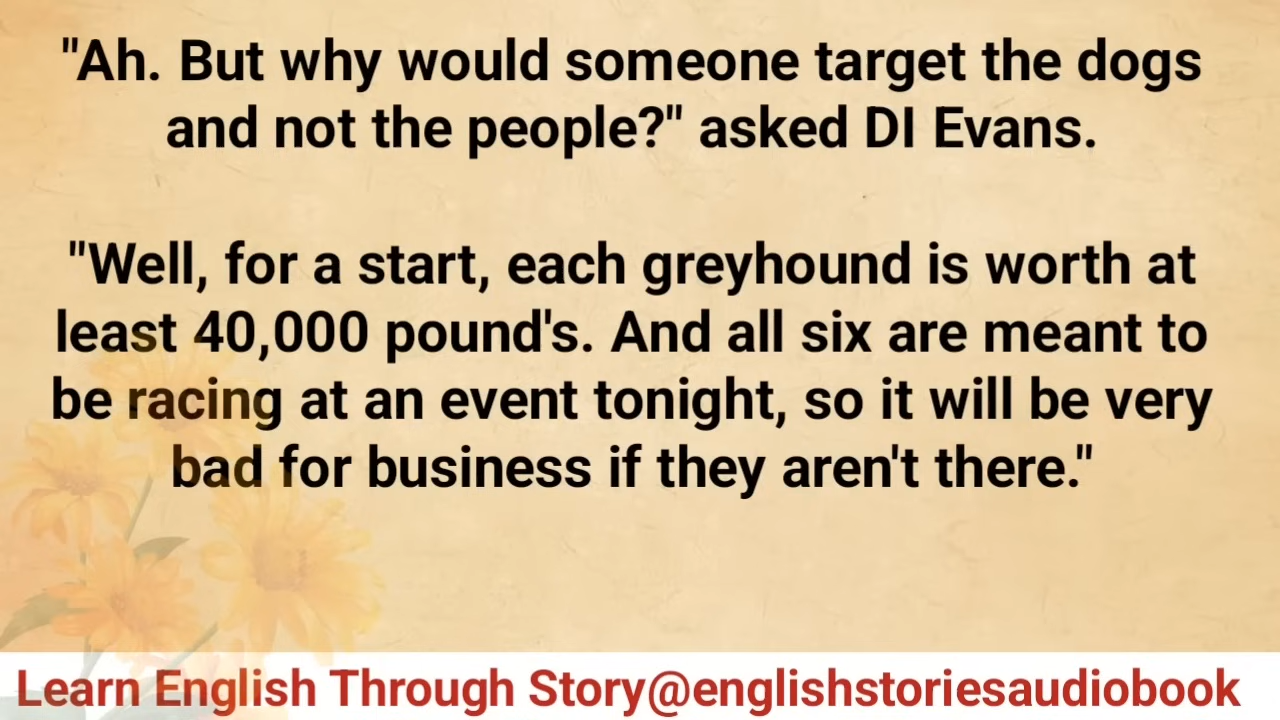 "Ah. But why would someone target the dogs
and not the people?" asked DI Evans.
"Well, for a start, each greyhound is worth at
least 40,000 pound's. And all six are meant to
be racing at an event tonight, so it will be very
bad for business if they aren't there."
Learn English Through Story@englishstoriesaudiobook